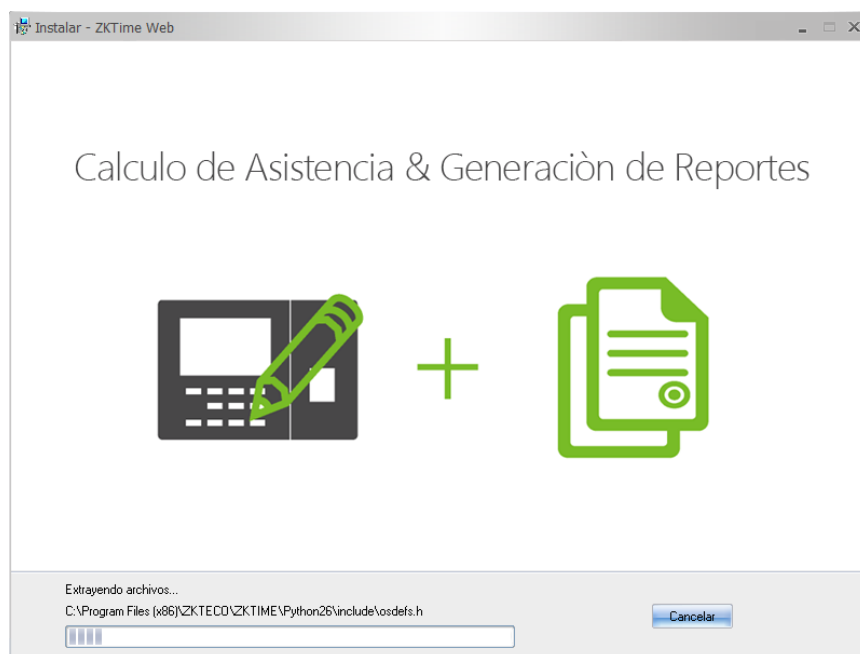 Instalar - ZKTime Web
Calculo de Asistencia & Generaciòn de Reportes
Extrayendo archivos...
C:\Program Files (x86)\ZKTECO\ZKTIME\Python26\include\osdefs.h
Cancelar